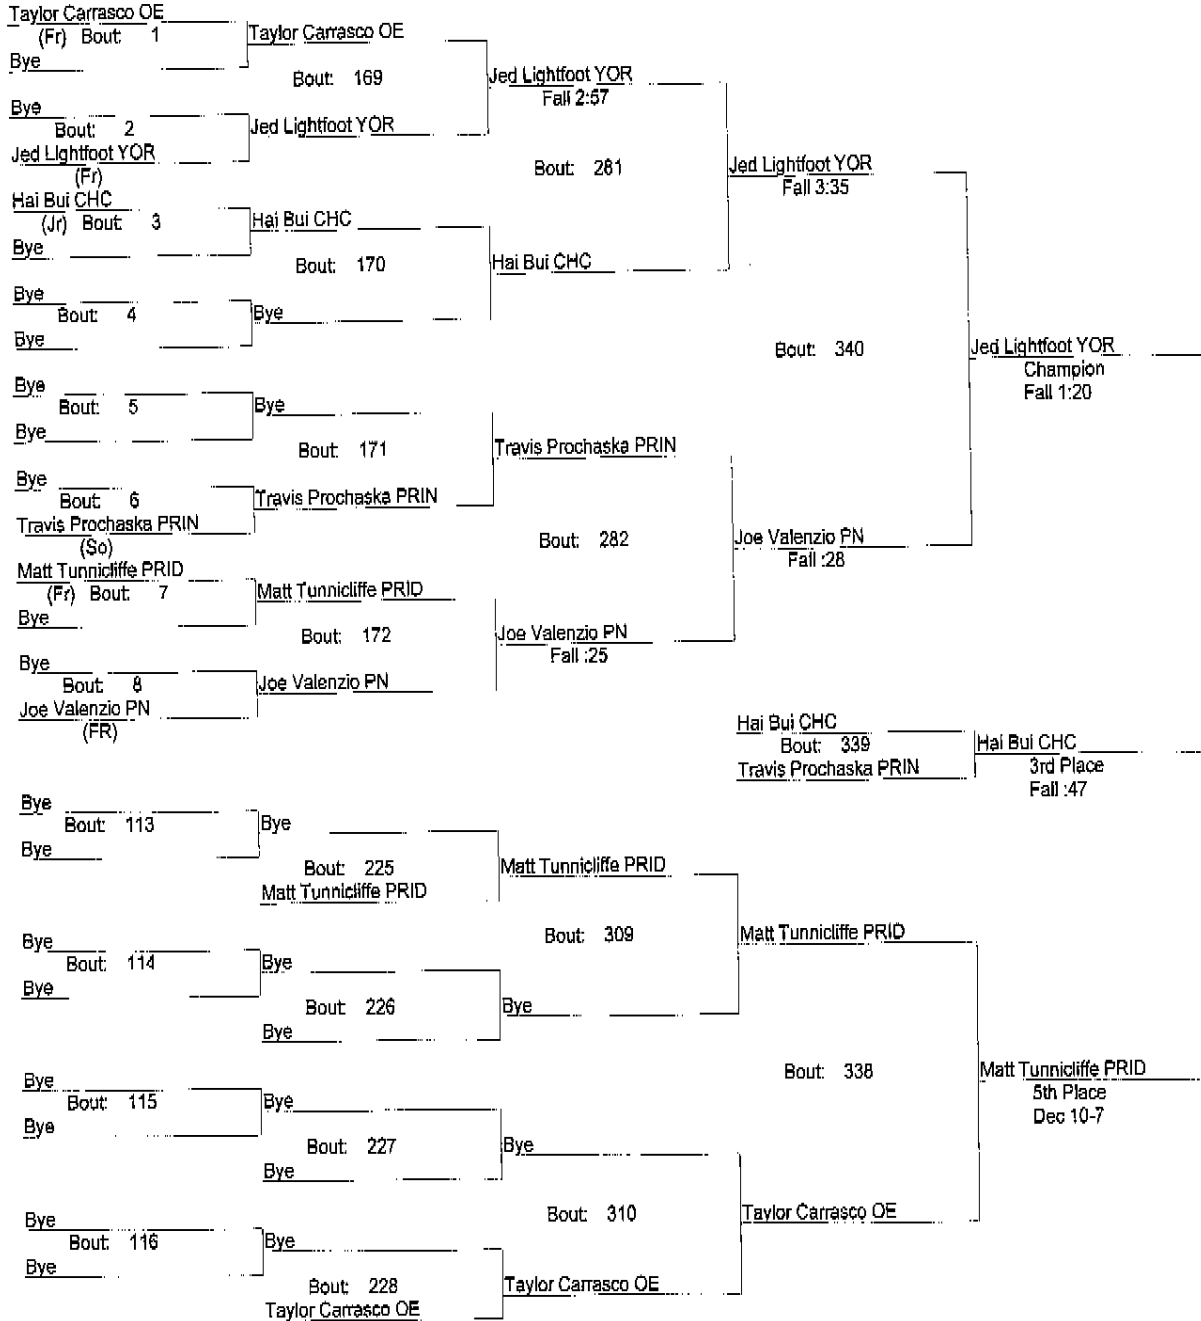 Taylor Carrasco OE
(Fr) Bout: 1
Bye
Taylor Carrasco OE
Bout: 169
Bye
Bout: 2
Jed Lightfoot YOR
(Fr)
Jed Lightfoot YOR
Jed Lightfoot YOR
Fall 2:57
Bout: 281
Hai Bui CHC
(Jr) Bout: 3
Bye
Hai Bui CHC
Bout: 170
Bye
Bout: 4
Bye
Bye
Hai Bui CHC
Jed Lightfoot YOR
Fall 3:35
Bout: 340
Bye
Bout: 5
Bye
Bye
Bout: 171
Bye
Bout: 6
Travis Prochaska PRIN
(So)
Travis Prochaska PRIN
Travis Prochaska PRIN
Bout: 282
Matt Tunnicliffe PRID
(Fr) Bout: 7
Bye
Matt Tunnicliffe PRID
Bout: 172
Bye
Bout: 8
Joe Valenzio PN
(FR)
Joe Valenzio PN
Joe Valenzio PN
Fall :25
Joe Valenzio PN
Fall :28
Jed Lightfoot YOR
Champion
Fall 1:20
Hai Bui CHC
Bout: 339
Travis Prochaska PRIN
Hai Bui CHC
3rd Place
Fall :47
Bye
Bout: 113
Bye
Bye
Bout: 225
Matt Tunnicliffe PRID
Matt Tunnicliffe PRID
Bout: 309
Bye
Bout: 114
Bye
Bye
Bout: 226
Bye
Bye
Matt Tunnicliffe PRID
Bout: 338
Bye
Bout: 115
Bye
Bye
Bout: 227
Bye
Bye
Bout: 310
Bye
Bout: 116
Bye
Bye
Bout: 228
Taylor Carrasco OE
Taylor Carrasco OE
Taylor Carrasco OE
Matt Tunnicliffe PRID
5th Place
Dec 10-7